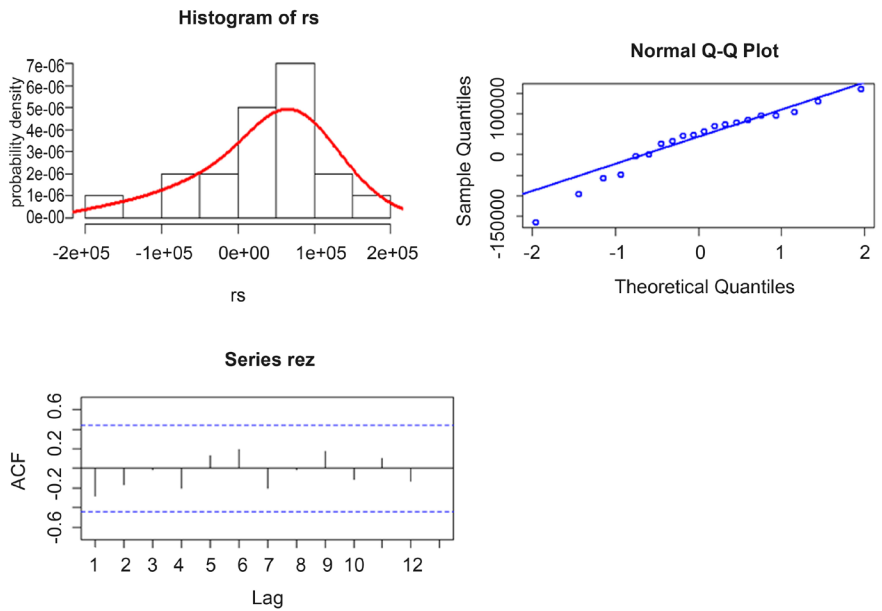 Histogram of rs
probability density
7e-06
6e-06
5e-06
4e-06
3e-06
2e-06
1e-06
0e-00
-2e+05 -1e+05 0e+00 1e+05 2e+05
rs
Normal Q-Q Plot
Sample Quantiles
100000
0
-150000
-2 -1 0 1 2
Theoretical Quantiles
Series rez
ACF
0.6
0.2
-0.2
-0.6
1 2 3 4 5 6 7 8 9 10 12
Lag